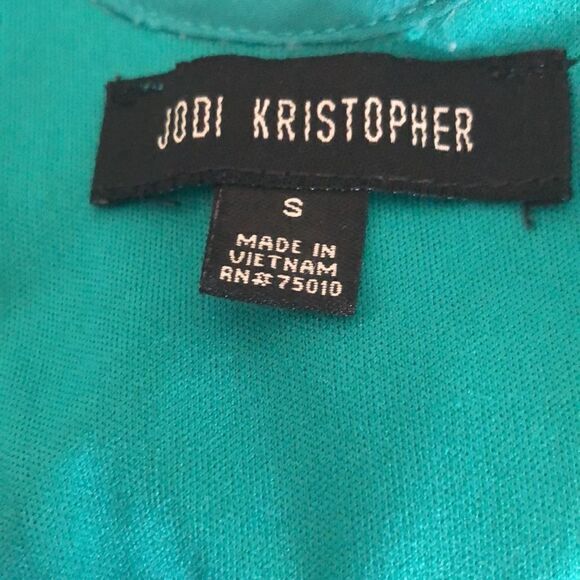 JODI KRISTOPHER
S
MADE IN
VIETNAM
RN# 75010